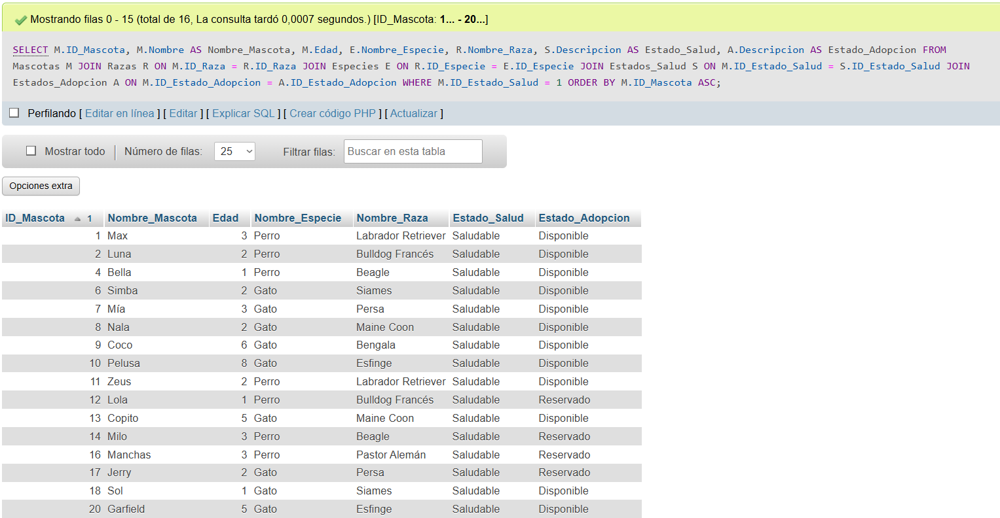 Mostrando filas 0 - 15 (total de 16, La consulta tardó 0,0007 segundos.) [ID_Mascota: 1... - 20...]
SELECT M.ID_Mascota, M.Nombre AS Nombre_Mascota, M.Edad, E.Nombre_Especie, R.Nombre_Raza, S.Descripcion AS Estado_Salud, A.Descripcion AS Estado_Adopcion FROM
Mascotas M JOIN Razas R ON M.ID_Raza = R.ID_Raza JOIN Especies E ON R.ID_Especie = E.ID_Especie JOIN Estados_Salud S ON M.ID_Estado_Salud = S.ID_Estado_Salud JOIN
Estados_Adopcion A ON M.ID_Estado_Adopcion = A.ID_Estado_Adopcion WHERE M.ID_Estado_Salud = 1 ORDER BY M.ID_Mascota ASC;
Perfilando [ Editar en línea ] [ Editar ] [ Explicar SQL ] [ Crear código PHP ] [ Actualizar ]
Mostrar todo Número de filas: 25 Filtrar filas: Buscar en esta tabla
Opciones extra
ID_Mascota 1 Nombre_Mascota Edad Nombre_Especie Nombre_Raza Estado_Salud Estado_Adopcion
1 Max 3 Perro Labrador Retriever Saludable Disponible
2 Luna 2 Perro Bulldog Francés Saludable Disponible
4 Bella 1 Perro Beagle Saludable Disponible
6 Simba 2 Gato Siames Saludable Disponible
7 Mía 3 Gato Persa Saludable Disponible
8 Nala 2 Gato Maine Coon Saludable Disponible
9 Coco 6 Gato Bengala Saludable Disponible
10 Pelusa 8 Gato Esfinge Saludable Disponible
11 Zeus 2 Perro Labrador Retriever Saludable Disponible
12 Lola 1 Perro Bulldog Francés Saludable Reservado
13 Copito 5 Gato Maine Coon Saludable Disponible
14 Milo 3 Perro Beagle Saludable Reservado
16 Manchas 3 Perro Pastor Alemán Saludable Reservado
17 Jerry 2 Gato Persa Saludable Reservado
18 Sol 1 Gato Siames Saludable Disponible
20 Garfield 5 Gato Esfinge Saludable Disponible